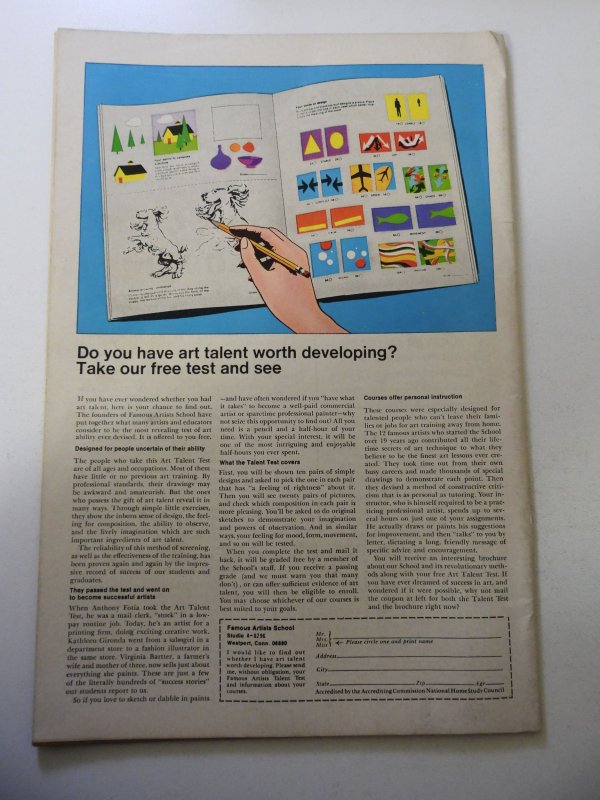 Do you have art talent worth developing?
Take our free test and see
If you have ever wondered whether you had
art talent, here is your chance to find out.
The founders of Famous Artists School have
put together what many artists and educators
consider to be the most revealing test of art
ability ever devised. It is offered to you, free.
Designed for people uncertain of their ability
The people who take this Art Talent Test
are of all ages and occupations. Most of them
have little or no previous art training. By
professional standards, their drawings may
be awkward and amateurish. But the ones
who possess the gift of art talent reveal it in
many ways. Through simple little exercises,
they show the inborn sense of design, the feel-
ing for composition, the ability to observe,
and the lively imagination which are such
important ingredients of art talent.
The reliability of this method of screening,
as well as the effectiveness of the training, has
been proven again and again by the impres-
sive record of success of our students and
graduates.
They passed the test and went on
to become successful artists
When Anthony Fotia took the Art Talent
Test, he was a mail clerk, "stuck" in a low-
pay routine job. Today, he's an artist for a
printing firm, doing exciting creative work.
Kathleen Gironda went from a salesgirl in a
department store to a fashion illustrator in
the same store. Virginia Bartter, a farmer's
wife and mother of three, now sells just about
everything she paints. These are just a few
of the literally hundreds of "success stories"
our students report to us.
So if you love to sketch or dabble in paints
—and have often wondered if you "have what
it takes" to become a well-paid commercial
artist or sparetime professional painter—why
not seize this opportunity to find out? All you
need is a pencil and a half-hour of your
time. With your special interest, it will be
one of the most intriguing and enjoyable
half-hours you ever spent.
What the Talent Test covers
First, you will be shown ten pairs of simple
designs and asked to pick the one in each pair
that has "a feeling of rightness" about it.
Then you will see twenty pairs of pictures,
and check which composition in each pair is
more pleasing. You'll be asked to do original
sketches to demonstrate your imagination
and powers of observation. And in similar
ways, your feeling for mood, form, movement,
and so on will be tested.
When you complete the test and mail it
back, it will be graded free by a member of
the School's staff. If you receive a passing
grade (and we must warn you that many
don't), or can offer sufficient evidence of art
talent, you will then be eligible to enroll.
You may choose whichever of our courses is
best suited to your goals.
Courses offer personal instruction
These courses were especially designed for
talented people who can't leave their fami-
lies or jobs for art training away from home.
The 12 famous artists who started the School
over 19 years ago contributed all their life-
time secrets of art technique to what they
believe to be the finest art lessons ever cre-
ated. They took time out from their own
busy careers and made thousands of special
drawings to demonstrate each point. Then
they devised a method of constructive criti-
cism that is as personal as tutoring. Your in-
structor, who is himself required to be a prac-
ticing professional artist, spends up to sev-
eral hours on just one of your assignments.
He actually draws or paints his suggestions
for improvement, and then "talks" to you by
letter, dictating a long, friendly message of
specific advice and encouragement.
You will receive an interesting brochure
about our School and its revolutionary meth-
ods along with your free Art Talent Test. If
you have ever dreamed of success in art, and
wondered if it were possible, why not mail
the coupon at left for both the Talent Test
and the brochure right now?
Famous Artists School
Westport, Conn. 06880
I would like to find out
whether I have art talent
worth developing. Please send
me, without obligation, your
Famous Artists Talent Test
and information about your
courses.
Mr.
Mrs.
Miss
Please circle one and print name
Address
City
State Zip Age
Accredited by the Accrediting Commission National Home Study Council